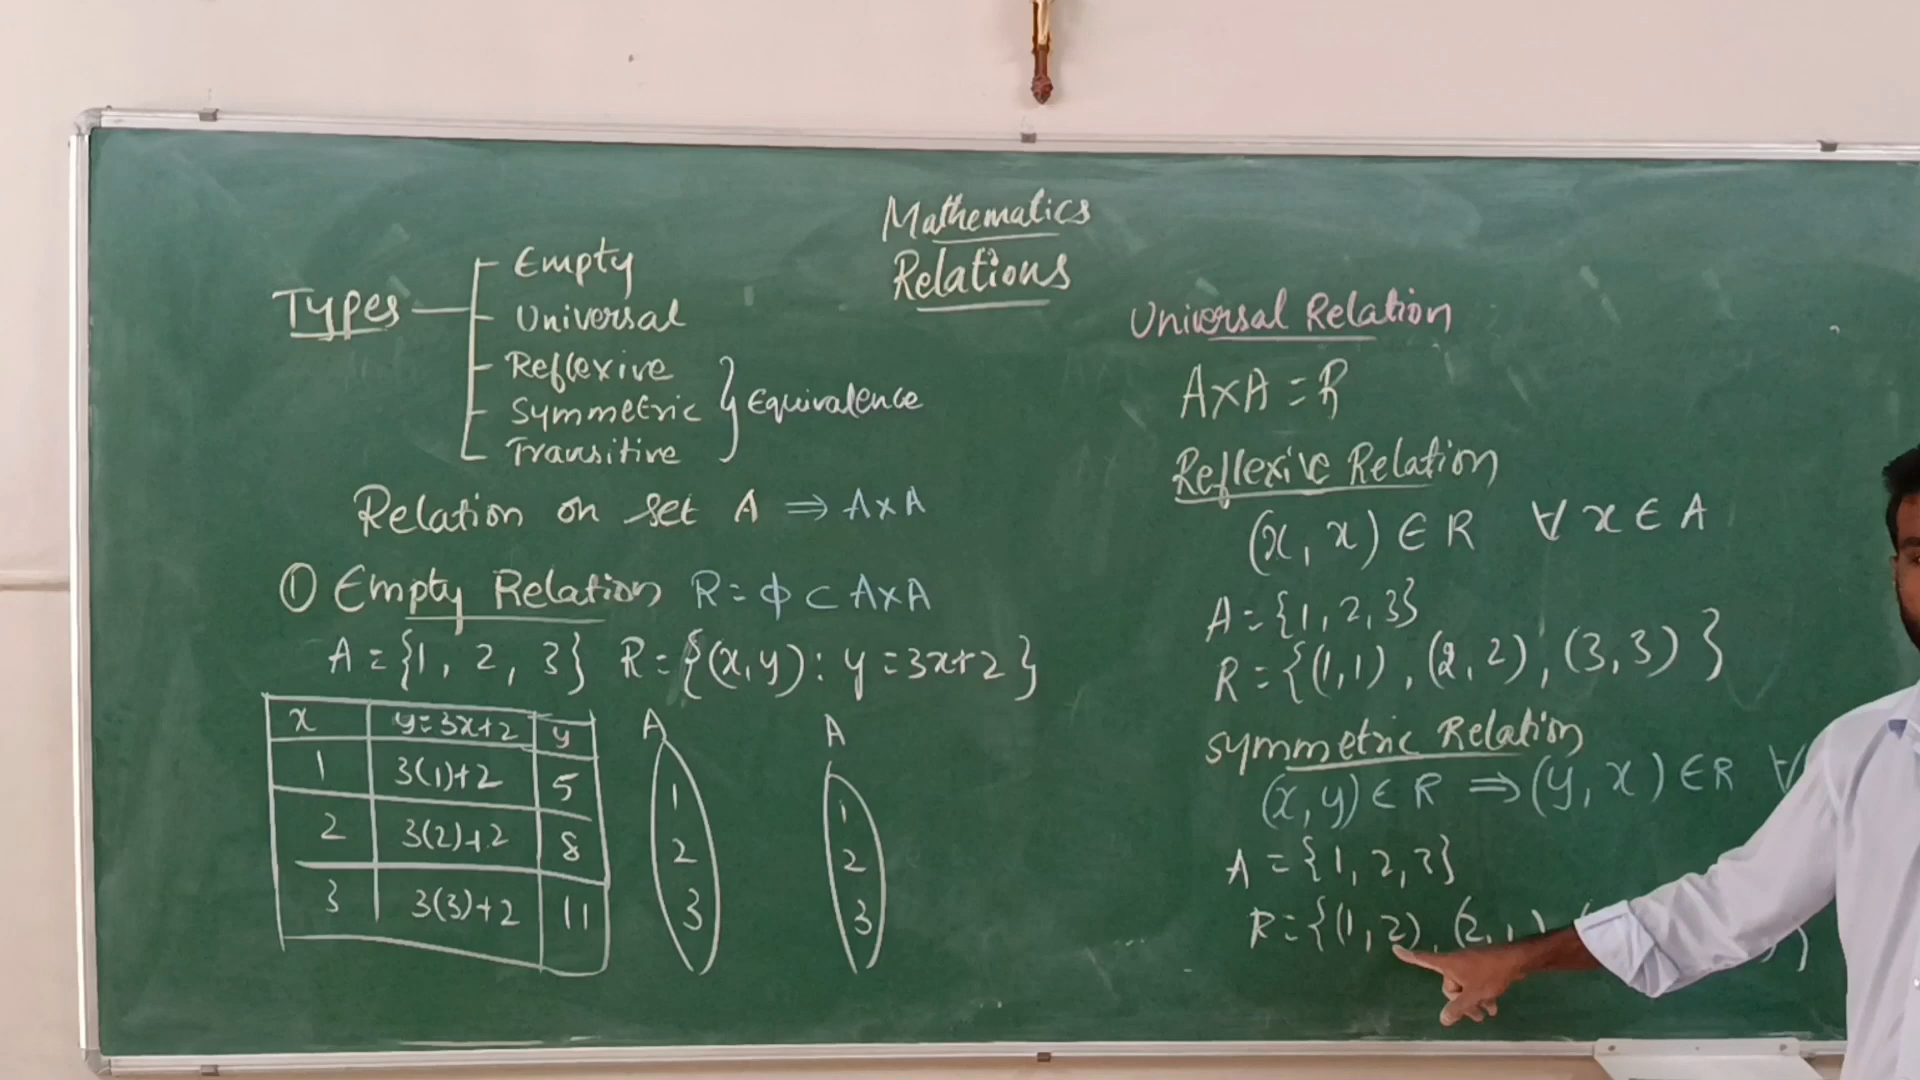 Mathematics
Relations
Types
Empty
Universal
Reflexive
Symmetric
Transitive
Equivalence
Relation on set A ⇒ A×A
① Empty Relation R = ϕ ⊂ A×A
A = {1, 2, 3} R = {(x,y) : y = 3x+2}
x y=3x+2 y
1 3(1)+2 5
2 3(2)+2 8
3 3(3)+2 11
A A
1 1
2 2
3 3
Universal Relation
A×A = R
Reflexive Relation
(x, x) ∈ R ∀ x ∈ A
A = {1, 2, 3}
R = {(1,1), (2,2), (3,3)}
Symmetric Relation
(x, y) ∈ R ⇒ (y, x) ∈ R ∀
A = {1, 2, 3}
R = {(1,2), (2,